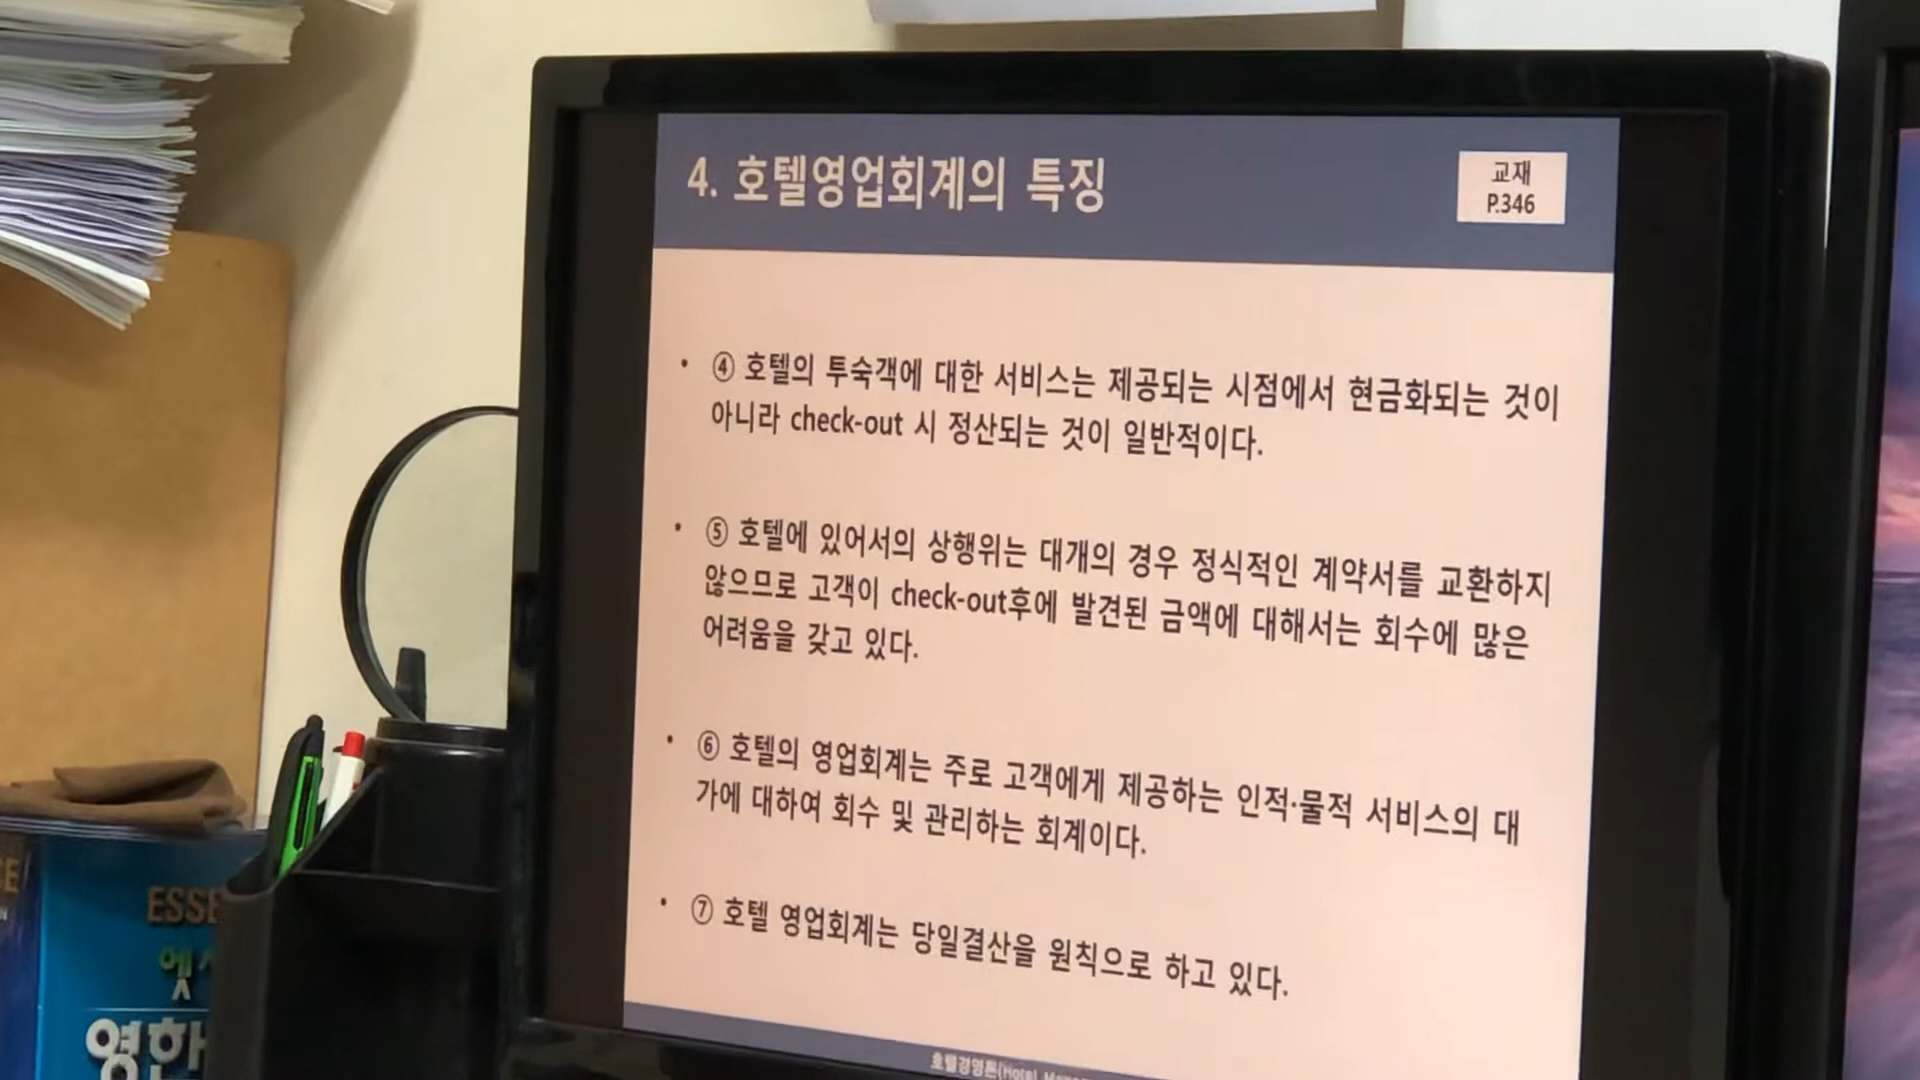 4. 호텔영업회계의 특징
교재
P.346
• ④ 호텔의 투숙객에 대한 서비스는 제공되는 시점에서 현금화되는 것이
아니라 check-out 시 정산되는 것이 일반적이다.
• ⑤ 호텔에 있어서의 상행위는 대개의 경우 정식적인 계약서를 교환하지
않으므로 고객이 check-out후에 발견된 금액에 대해서는 회수에 많은
어려움을 갖고 있다.
• ⑥ 호텔의 영업회계는 주로 고객에게 제공하는 인적·물적 서비스의 대
가에 대하여 회수 및 관리하는 회계이다.
• ⑦ 호텔 영업회계는 당일결산을 원칙으로 하고 있다.
호텔경영론(Hotel
ESSE
영한